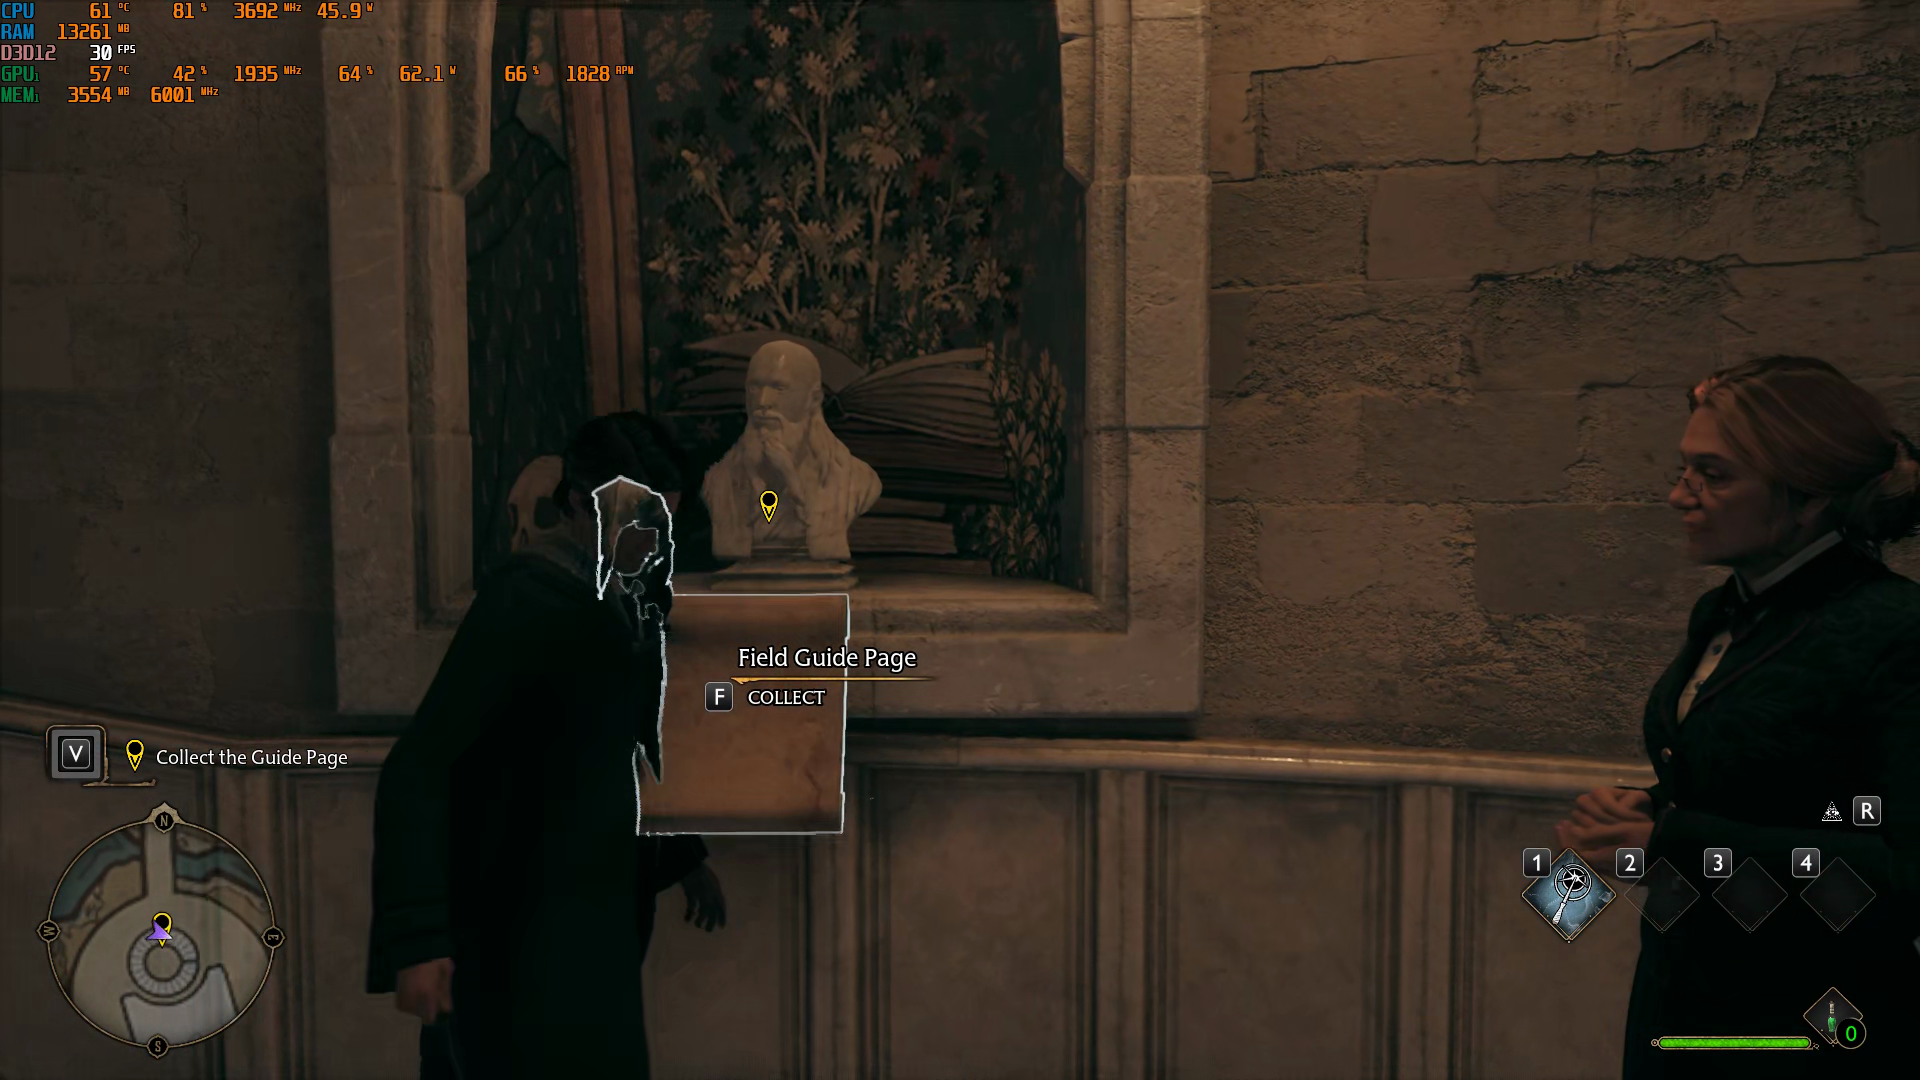 CPU 61 °C 81 % 3692 MHz 45.9 W
RAM 13261 MB
D3D12 30 FPS
GPU1 57 °C 42 % 1935 MHz 64 % 62.1 W 66 % 1828 RPM
MEM1 3554 MB 6001 MHz
Field Guide Page
F COLLECT
V Collect the Guide Page
N
W
E
S
R
1 2 3 4
0